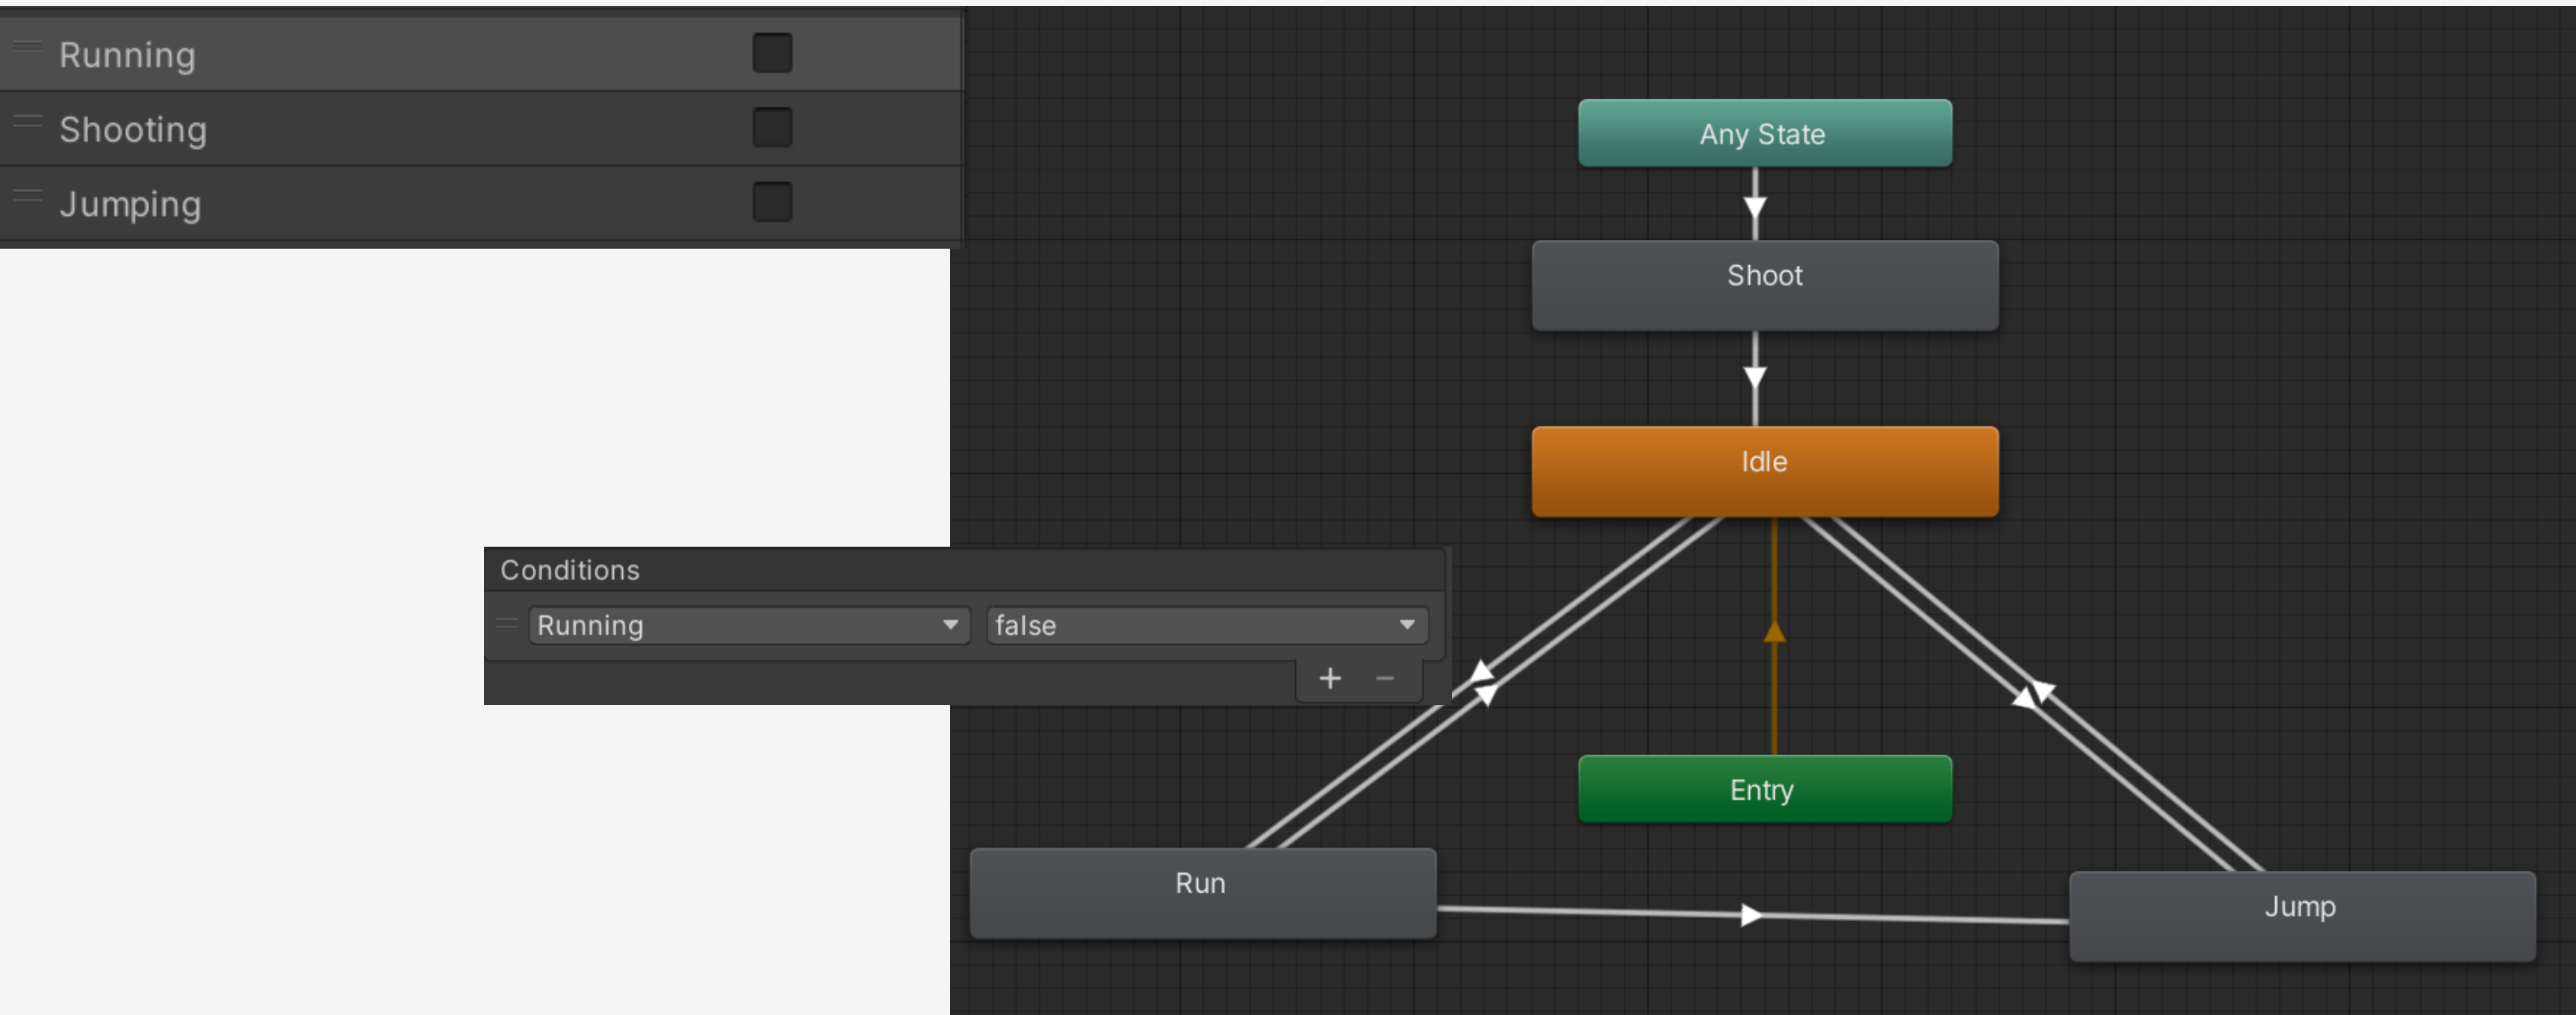 Running
Shooting
Jumping
Any State
Shoot
Idle
Conditions
Running false
+ −
Entry
Run
Jump